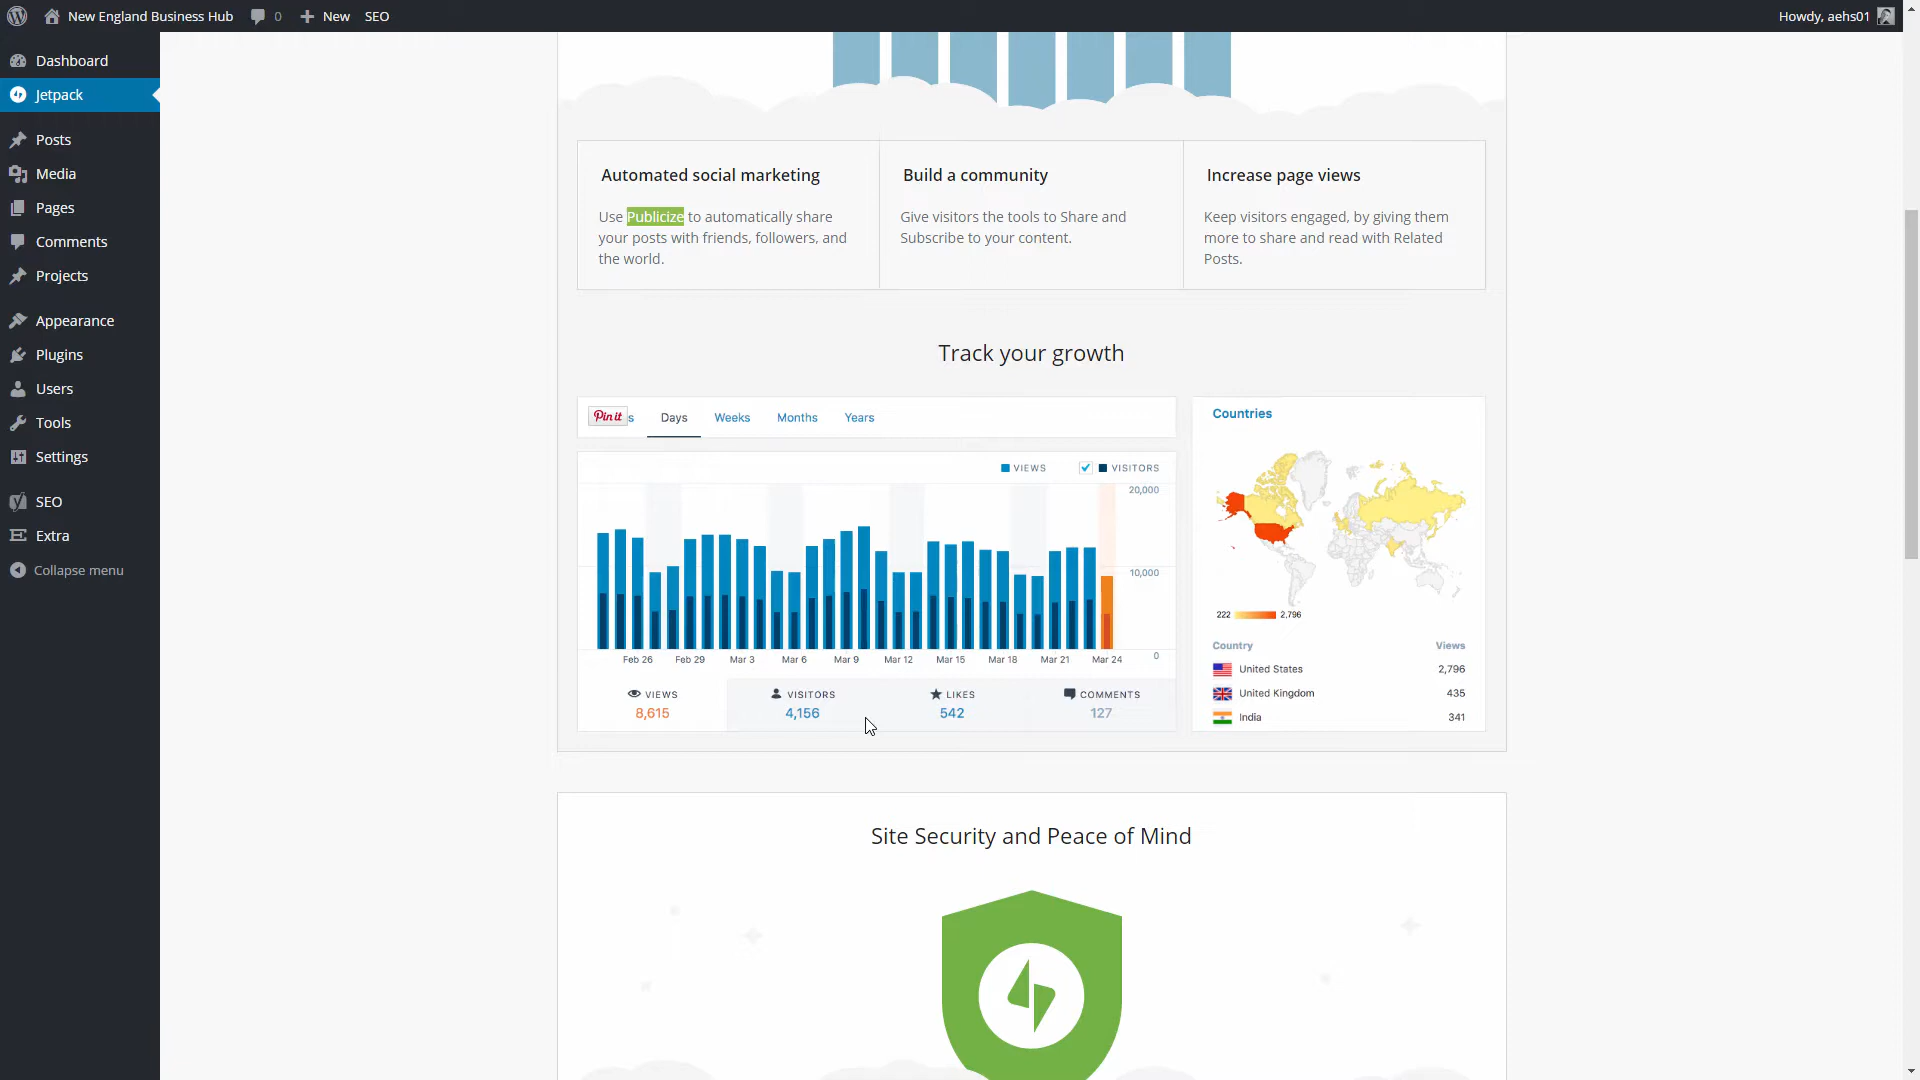 New England Business Hub 0 New SEO Howdy, aehs01
Dashboard
Jetpack
Posts
Media
Pages
Comments
Projects
Appearance
Plugins
Users
Tools
Settings
SEO
Extra
Collapse menu
Automated social marketing
Use Publicize to automatically share
your posts with friends, followers, and
the world.
Build a community
Give visitors the tools to Share and
Subscribe to your content.
Increase page views
Keep visitors engaged, by giving them
more to share and read with Related
Posts.
Track your growth
Pin it s Days Weeks Months Years
VIEWS VISITORS
20,000
10,000
0
Feb 26 Feb 29 Mar 3 Mar 6 Mar 9 Mar 12 Mar 15 Mar 18 Mar 21 Mar 24
VIEWS VISITORS LIKES COMMENTS
8,615 4,156 542 127
Countries
222 2,796
Country Views
United States 2,796
United Kingdom 435
India 341
Site Security and Peace of Mind